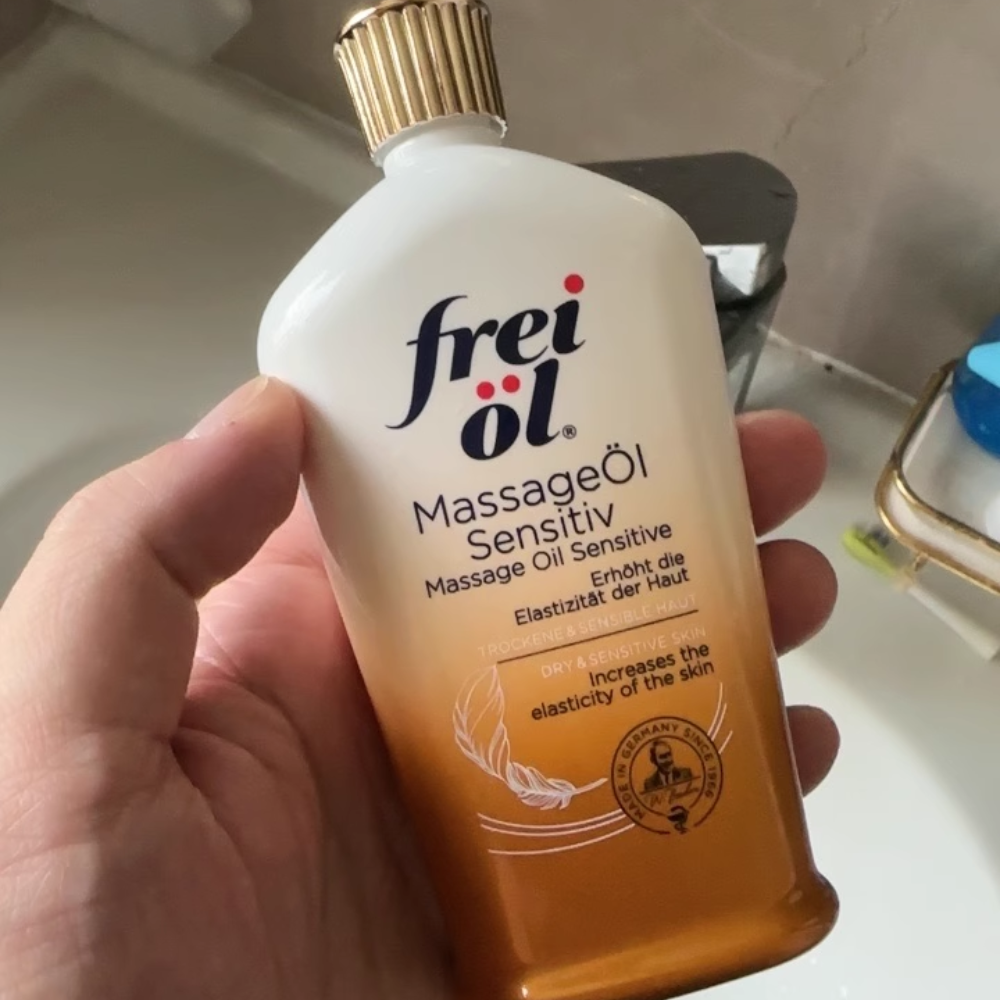 frei
öl®
MassageÖl
Sensitiv
Massage Oil Sensitive
Erhöht die
Elastizität der Haut
TROCKENE & SENSIBLE HAUT
DRY & SENSITIVE SKIN
Increases the
elasticity of the skin
MADE IN GERMANY SINCE 1966